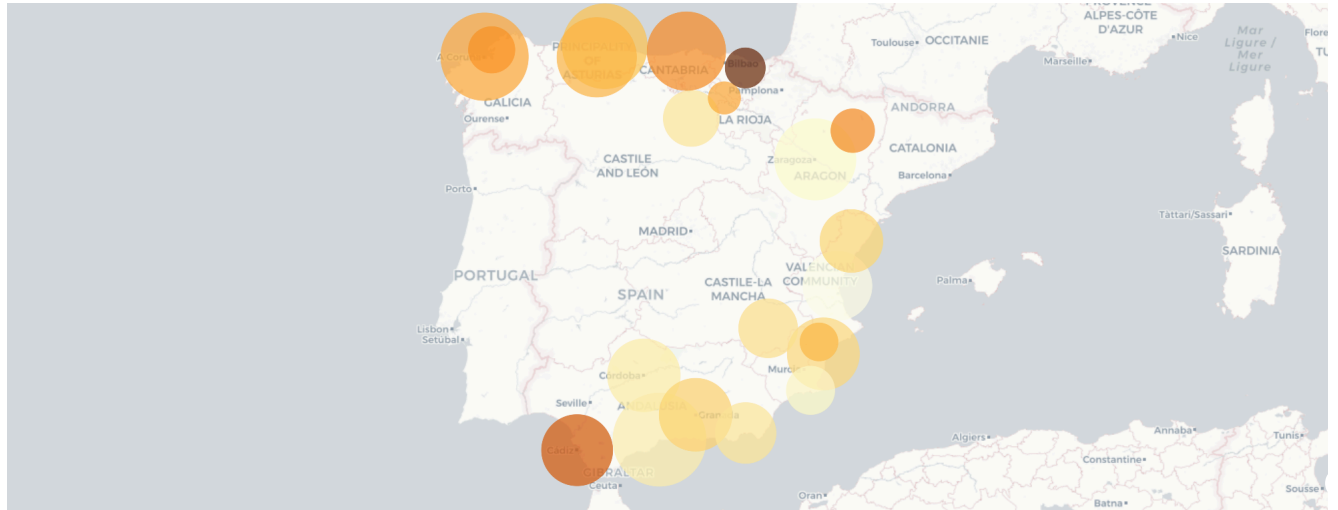 PROVENCE-
ALPES-CÔTE
D'AZUR
Nice
Mar
Ligure /
Mer
Ligure
Toulouse
OCCITANIE
Marseille
A Coruña
PRINCIPALITY
OF
ASTURIAS
CANTABRIA
Bilbao
Pamplona
GALICIA
Ourense
LA RIOJA
ANDORRA
CATALONIA
Zaragoza
ARAGON
Barcelona
CASTILE
AND LEÓN
Porto
MADRID
Tàttari/Sassari
SARDINIA
PORTUGAL
SPAIN
CASTILE-LA
MANCHA
VALENCIAN
COMMUNITY
Palma
Lisbon
Setúbal
Murcia
Córdoba
Seville
ANDALUSIA
Granada
Cádiz
GIBRALTAR
Ceuta
Algiers
Annaba
Tunis
Constantine
Oran
Batna
Sousse